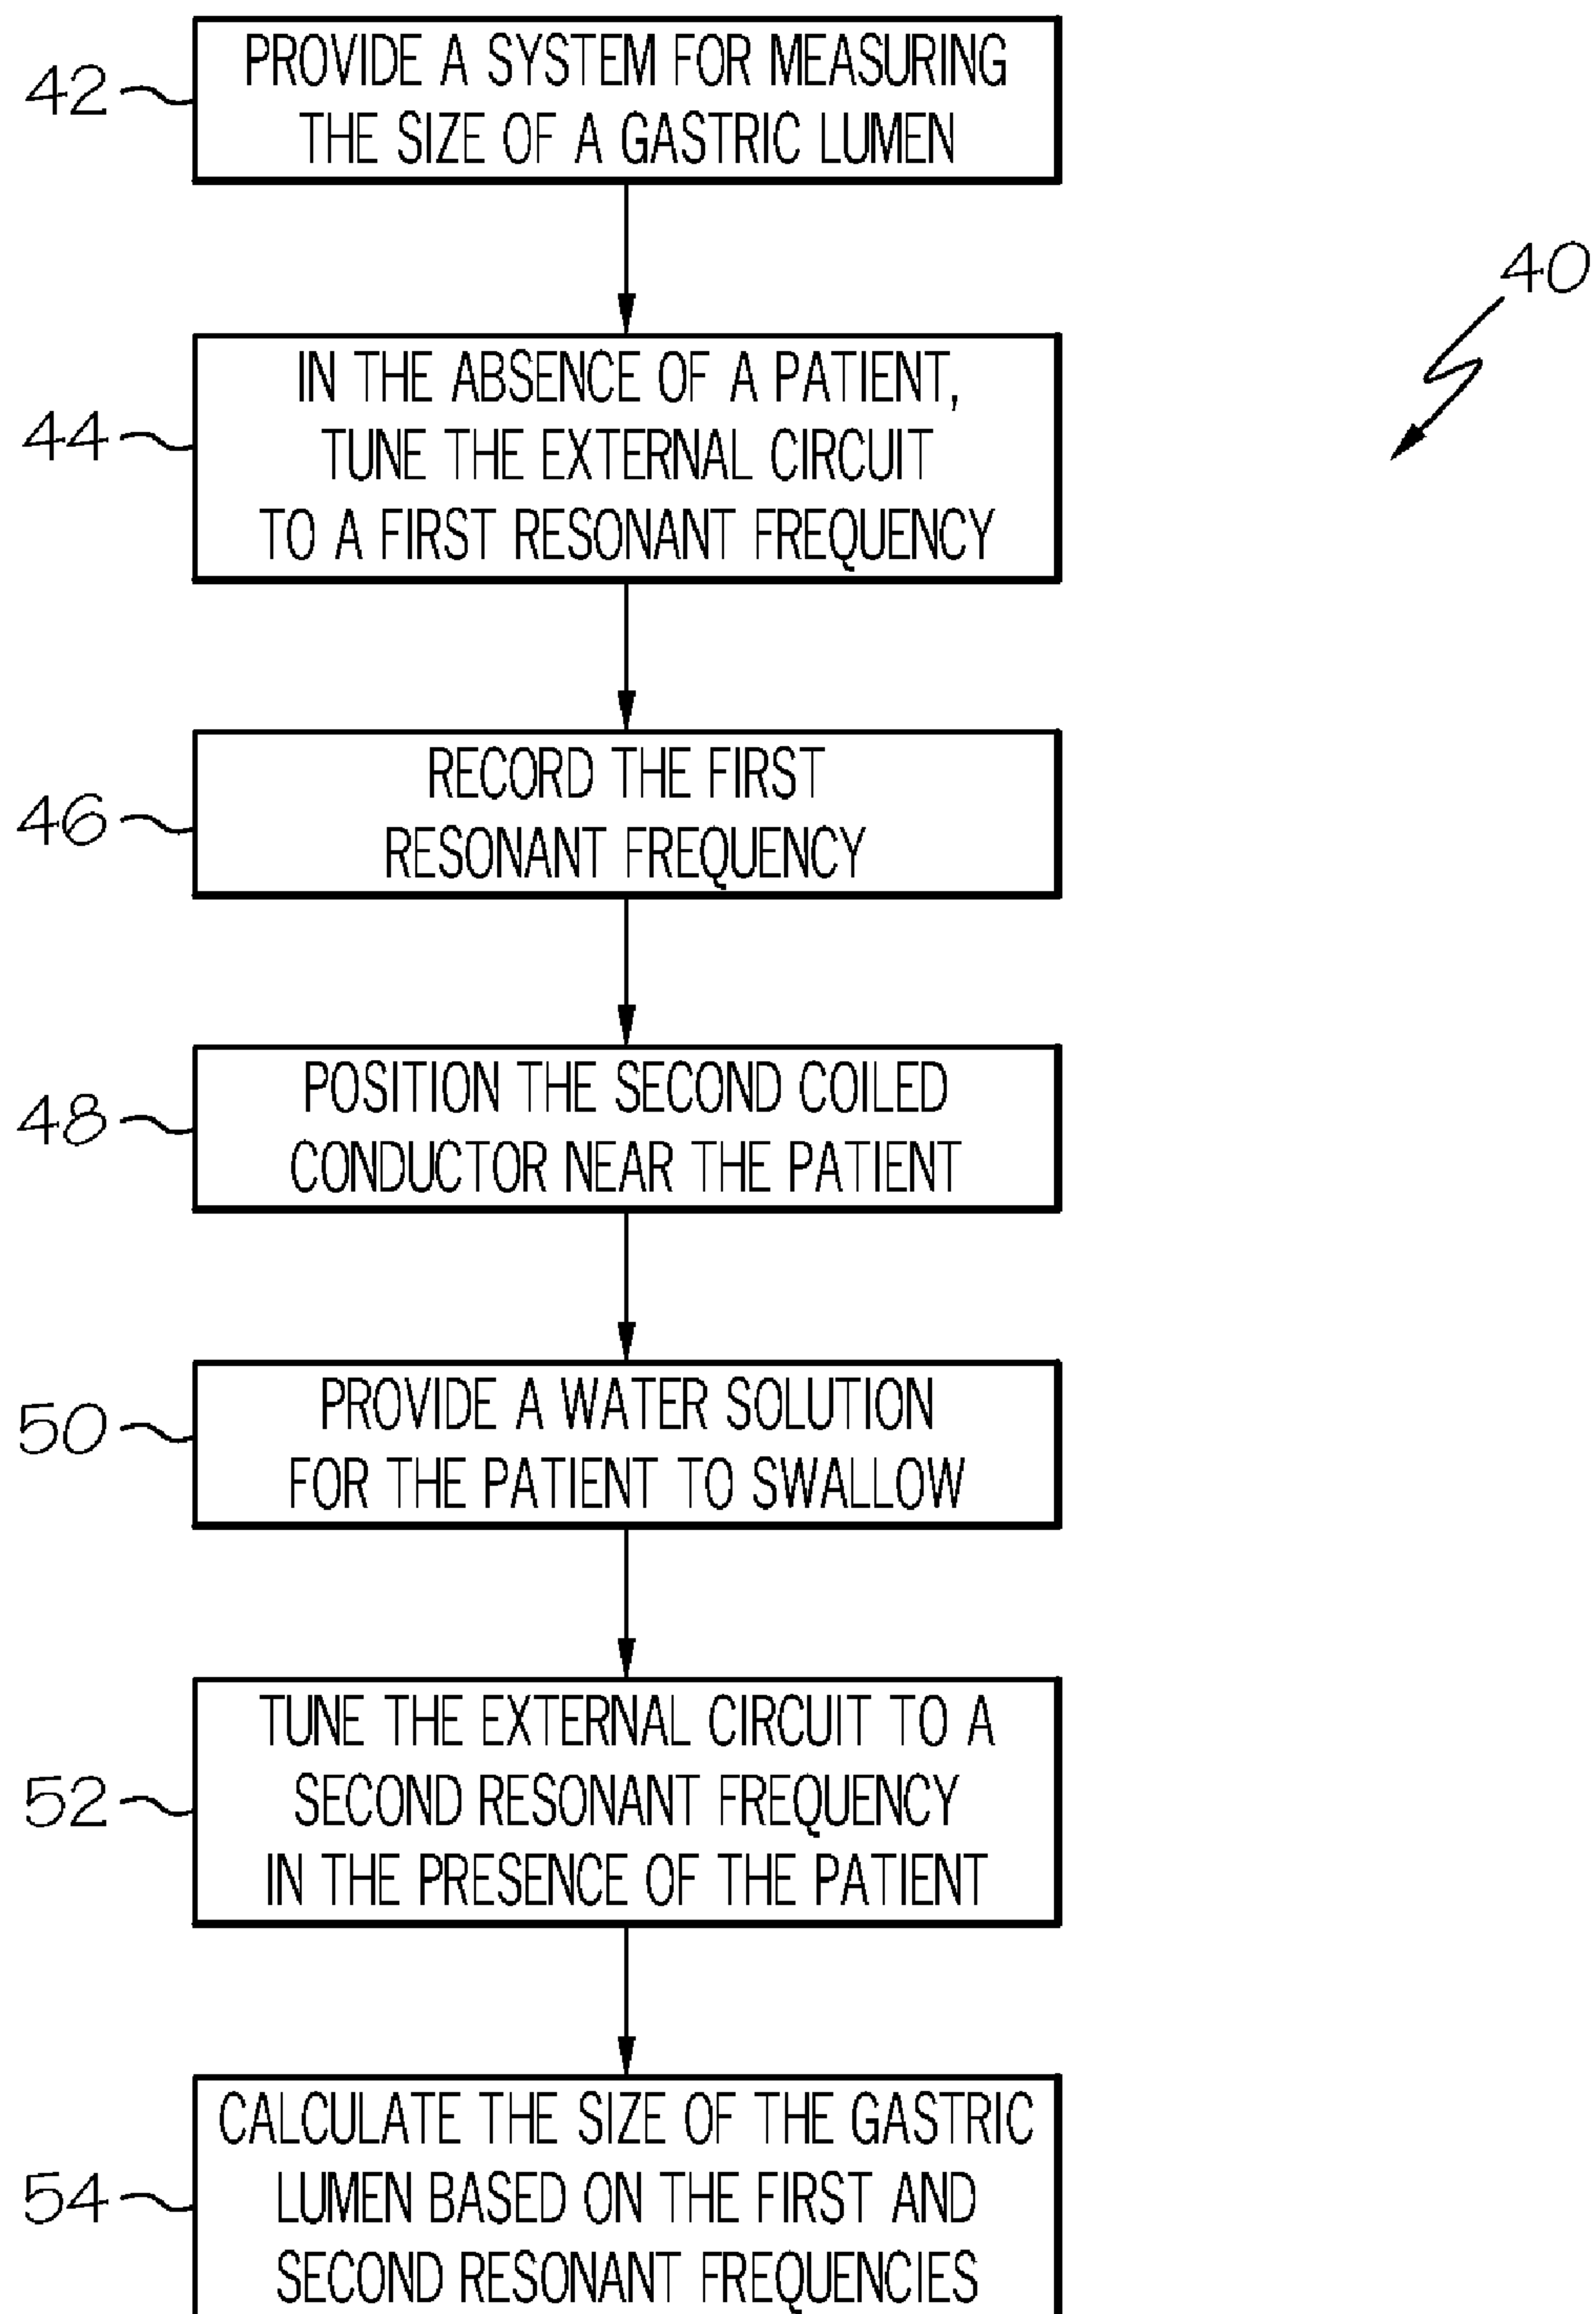 42
PROVIDE A SYSTEM FOR MEASURING
THE SIZE OF A GASTRIC LUMEN
40
44
IN THE ABSENCE OF A PATIENT,
TUNE THE EXTERNAL CIRCUIT
TO A FIRST RESONANT FREQUENCY
46
RECORD THE FIRST
RESONANT FREQUENCY
48
POSITION THE SECOND COILED
CONDUCTOR NEAR THE PATIENT
50
PROVIDE A WATER SOLUTION
FOR THE PATIENT TO SWALLOW
52
TUNE THE EXTERNAL CIRCUIT TO A
SECOND RESONANT FREQUENCY
IN THE PRESENCE OF THE PATIENT
54
CALCULATE THE SIZE OF THE GASTRIC
LUMEN BASED ON THE FIRST AND
SECOND RESONANT FREQUENCIES